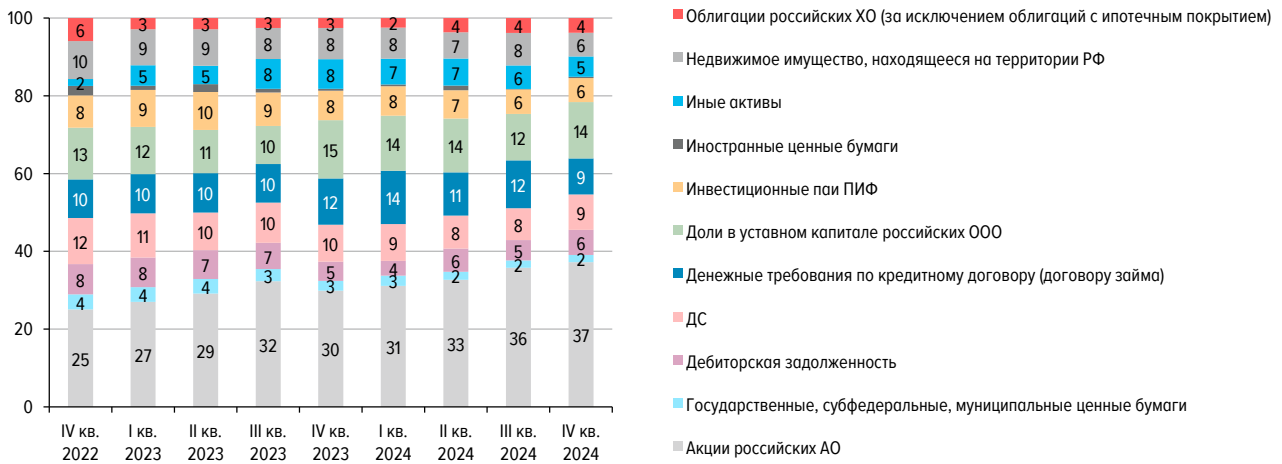 100
80
60
40
20
0
6 3 3 3 3 2 4 4 4
10 9 9 8 8 8 7 8 6
2 5 5 8 8 7 7 6 5
8 9 10 9 8 8 7 6 6
13 12 11 10 15 14 14 12 14
10 10 10 10 12 14 11 12 9
12 11 10 10 10 9 8 8 9
8 8 7 7 5 4 6 5 6
4 4 4 3 3 3 2 2 2
25 27 29 32 30 31 33 36 37
IV кв. I кв. II кв. III кв. IV кв. I кв. II кв. III кв. IV кв.
2022 2023 2023 2023 2023 2024 2024 2024 2024
Облигации российских ХО (за исключением облигаций с ипотечным покрытием)
Недвижимое имущество, находящееся на территории РФ
Иные активы
Иностранные ценные бумаги
Инвестиционные паи ПИФ
Доли в уставном капитале российских ООО
Денежные требования по кредитному договору (договору займа)
ДС
Дебиторская задолженность
Государственные, субфедеральные, муниципальные ценные бумаги
Акции российских АО